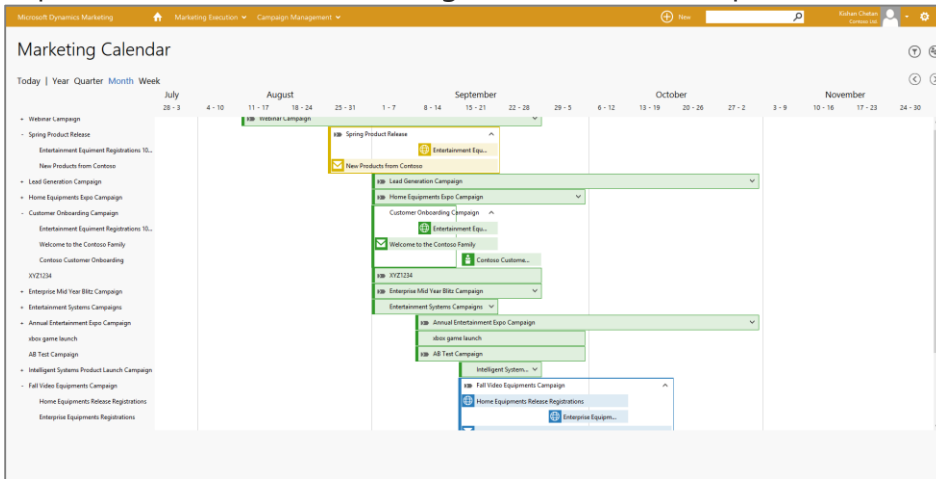 Microsoft Dynamics Marketing Marketing Execution Campaign Management New Kishan Chetan
Contoso Ltd
Marketing Calendar
Today | Year Quarter Month Week
July August September October November
28 - 3 4 - 10 11 - 17 18 - 24 25 - 31 1 - 7 8 - 14 15 - 21 22 - 28 29 - 5 6 - 12 13 - 19 20 - 26 27 - 2 3 - 9 10 - 16 17 - 23 24 - 30
+ Webinar Campaign Webinar Campaign
- Spring Product Release Spring Product Release
Entertainment Equiment Registrations 10... Entertainment Equ...
New Products from Contoso New Products from Contoso
+ Lead Generation Campaign Lead Generation Campaign
+ Home Equipments Expo Campaign Home Equipments Expo Campaign
- Customer Onboarding Campaign Customer Onboarding Campaign
Entertainment Equiment Registrations 10... Entertainment Equ...
Welcome to the Contoso Family Welcome to the Contoso Family
Contoso Customer Onboarding Contoso Custome...
XYZ1234 XYZ1234
+ Enterprise Mid Year Blitz Campaign Enterprise Mid Year Blitz Campaign
+ Entertainment Systems Campaigns Entertainment Systems Campaigns
+ Annual Entertainment Expo Campaign Annual Entertainment Expo Campaign
xbox game launch xbox game launch
AB Test Campaign AB Test Campaign
+ Intelligent Systems Product Launch Campaign Intelligent System...
- Fall Video Equipments Campaign Fall Video Equipments Campaign
Home Equipments Release Registrations Home Equipments Release Registrations
Enterprise Equipments Registrations Enterprise Equipm...